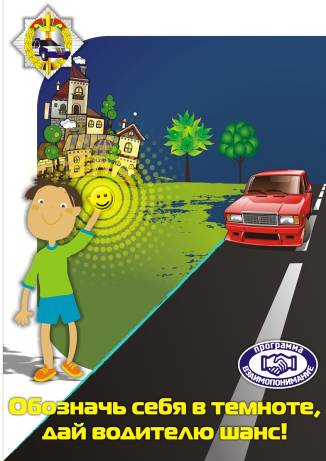 программа
ВЗАИМОПОНИМАНИЕ
Обозначь себя в темноте,
дай водителю шанс!